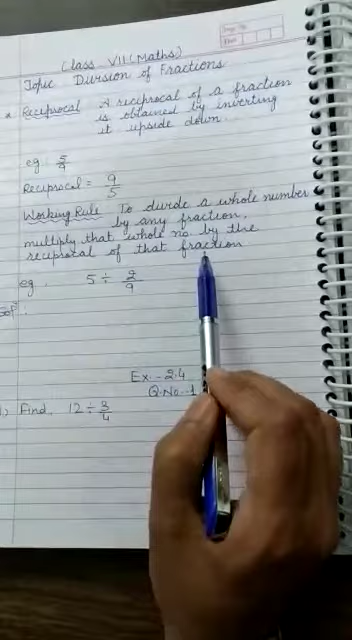 Class VII (Maths)
Topic Division of Fractions
* Reciprocal A reciprocal of a fraction
is obtained by inverting
it upside down.
eg: 5/9
Reciprocal = 9/5
Working Rule To divide a whole number
by any fraction,
multiply that whole no by the
reciprocal of that fraction
eg. 5 ÷ 2/9
Sol:
Ex.- 2.4
Q.No.-1
1) Find. 12 ÷ 3/4